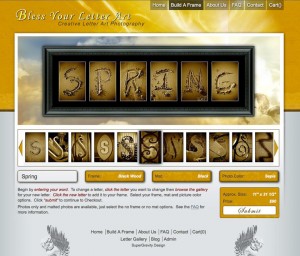 Bless Your Letter Art
Creative Letter Art Photography
Home Build A Frame About Us FAQ Contact Cart()
SPRING
Spring Frame Black Wood Mat Black Photo Color Sepia
Begin by entering your word. To change a letter, click the letter you want to change then browse the gallery
for your new letter. Click the new letter to add it to your frame. Select your frame, mat and picture color
options. Click "submit" to continue to Checkout.
Photos only and matted photos are available, just select the no frame or no mat options. See the FAQ for
more information.
Approx. Size: 11" x 31 1/2"
Price: $90
Submit
Home Build A Frame About Us FAQ Contact Cart(0)
Letter Gallery | Blog | Admin
SuperGravity Design